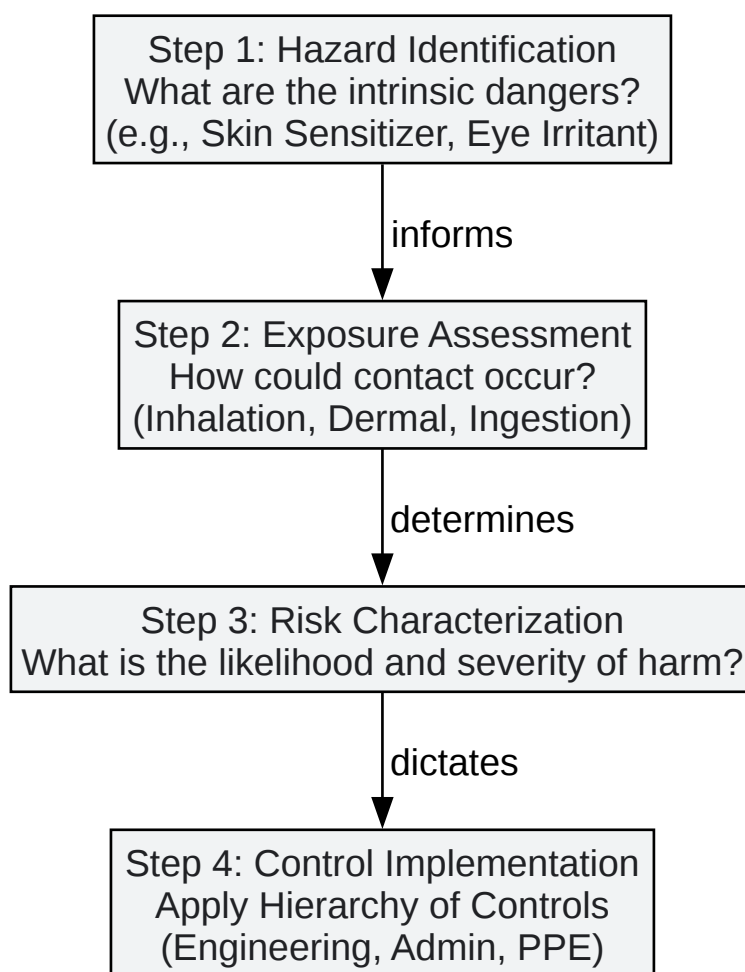 Step 1: Hazard Identification
What are the intrinsic dangers?
(e.g., Skin Sensitizer, Eye Irritant)
informs
Step 2: Exposure Assessment
How could contact occur?
(Inhalation, Dermal, Ingestion)
determines
Step 3: Risk Characterization
What is the likelihood and severity of harm?
dictates
Step 4: Control Implementation
Apply Hierarchy of Controls
(Engineering, Admin, PPE)